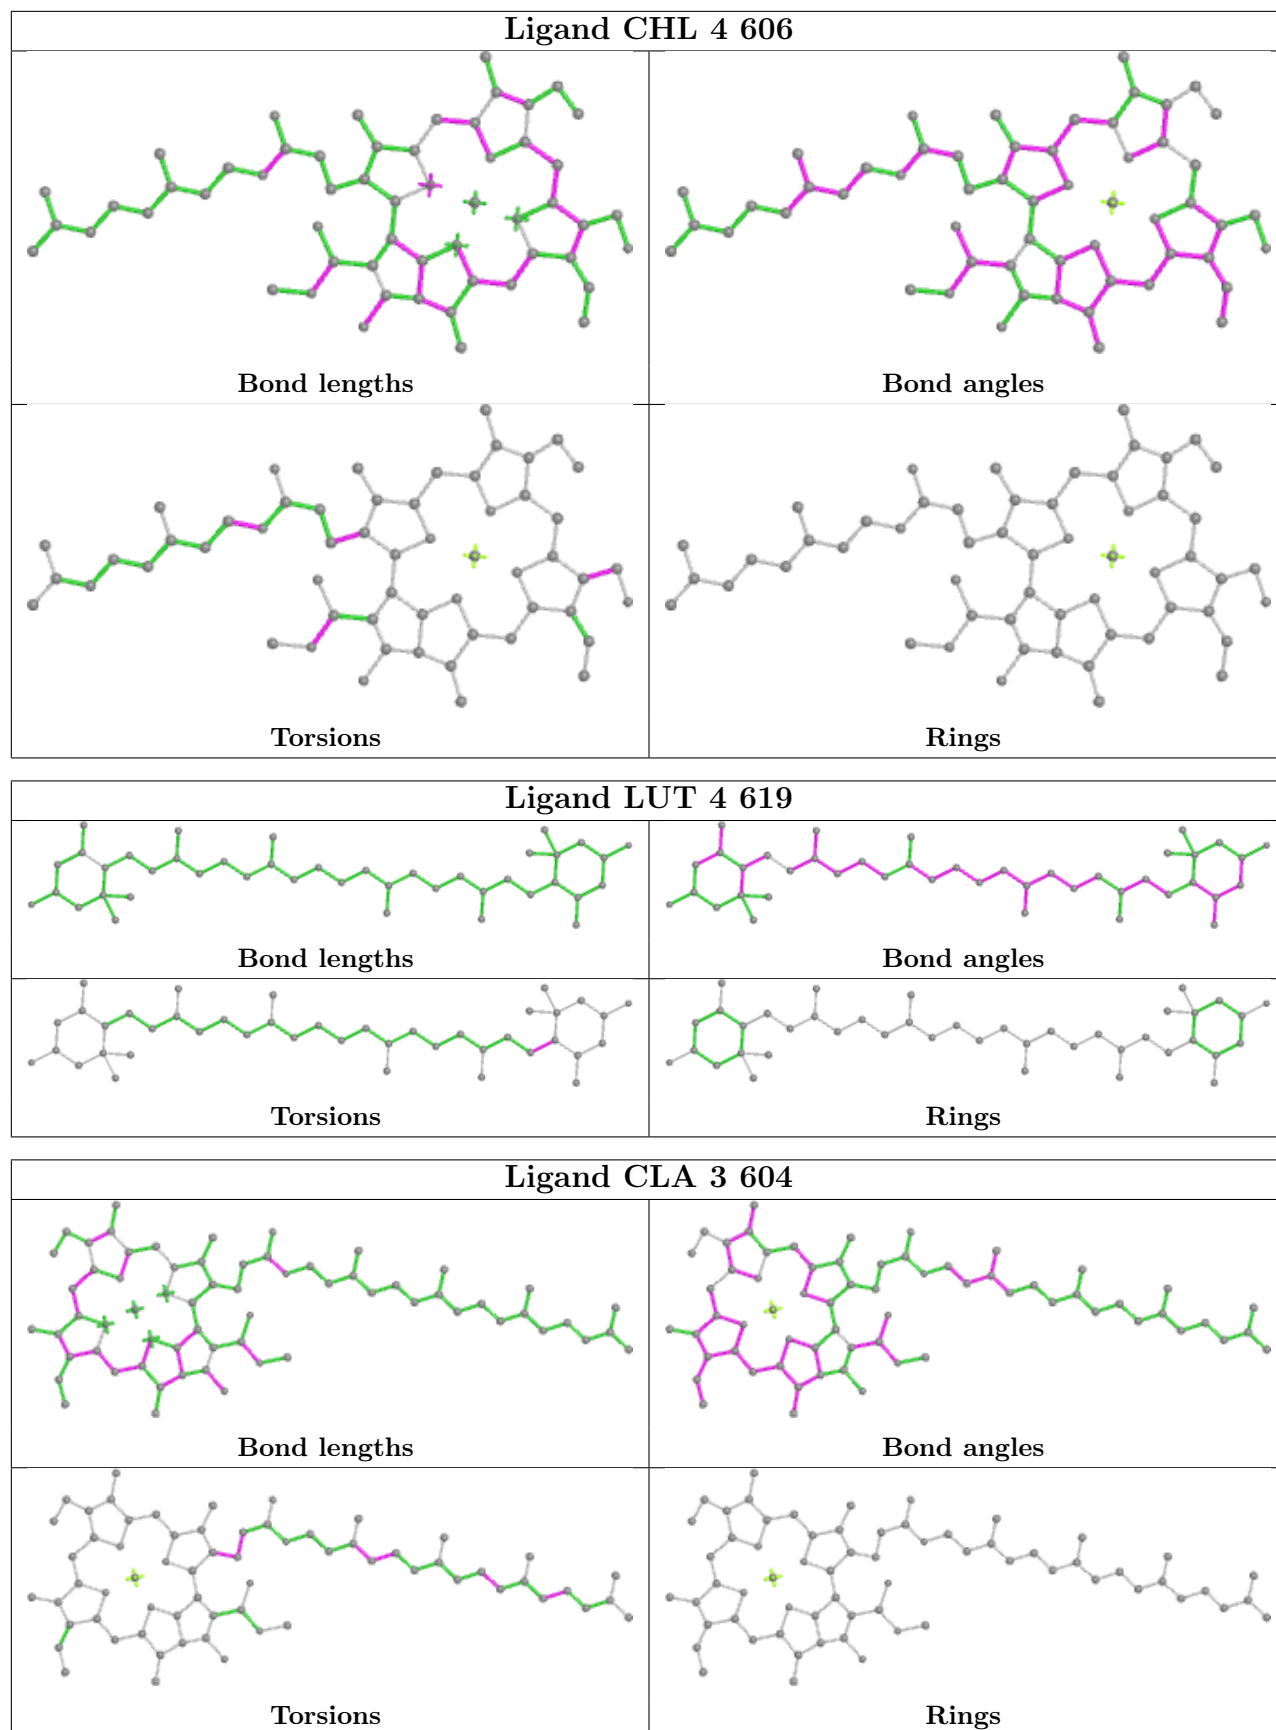 Ligand CHL 4 606
Bond lengths
Bond angles
Torsions
Rings
Ligand LUT 4 619
Bond lengths
Bond angles
Torsions
Rings
Ligand CLA 3 604
Bond lengths
Bond angles
Torsions
Rings